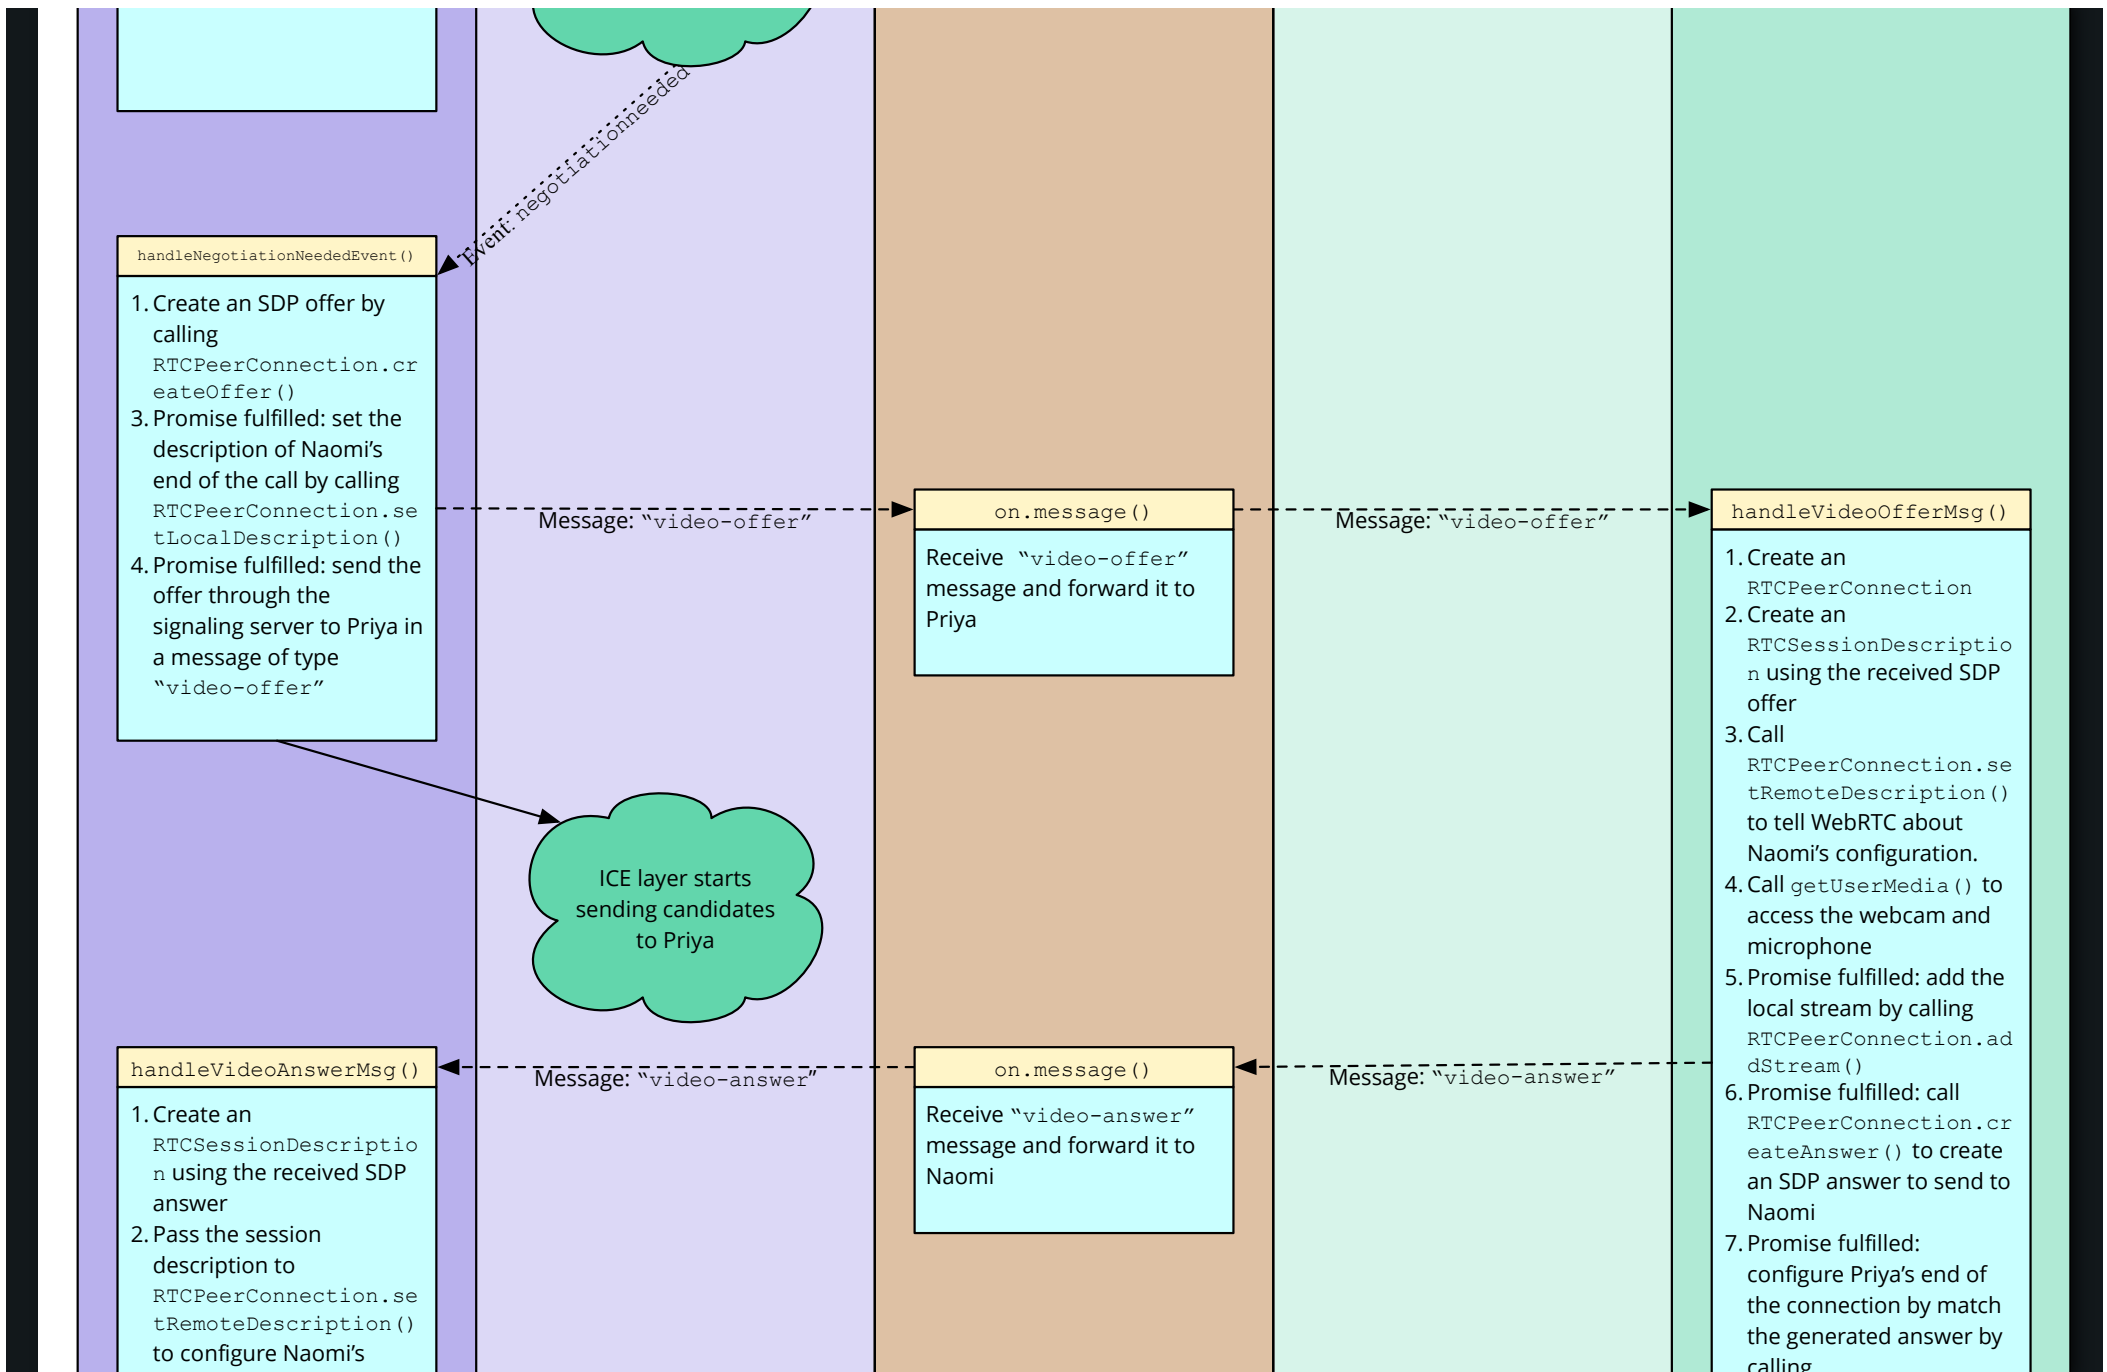 Event: negotiationneeded
handleNegotiationNeededEvent()
1. Create an SDP offer by
calling
RTCPeerConnection.cr
eateOffer()
3. Promise fulfilled: set the
description of Naomi’s
end of the call by calling
RTCPeerConnection.se
tLocalDescription()
4. Promise fulfilled: send the
offer through the
signaling server to Priya in
a message of type
“video-offer”
Message: “video-offer”
on.message()
Receive “video-offer”
message and forward it to
Priya
Message: “video-offer”
handleVideoOfferMsg()
1. Create an
RTCPeerConnection
2. Create an
RTCSessionDescriptio
n using the received SDP
offer
3. Call
RTCPeerConnection.se
tRemoteDescription()
to tell WebRTC about
Naomi’s configuration.
4. Call getUserMedia() to
access the webcam and
microphone
5. Promise fulfilled: add the
local stream by calling
RTCPeerConnection.ad
dStream()
6. Promise fulfilled: call
RTCPeerConnection.cr
eateAnswer() to create
an SDP answer to send to
Naomi
7. Promise fulfilled:
configure Priya’s end of
the connection by match
the generated answer by
calling
ICE layer starts
sending candidates
to Priya
Message: “video-answer”
on.message()
Receive “video-answer”
message and forward it to
Naomi
Message: “video-answer”
handleVideoAnswerMsg()
1. Create an
RTCSessionDescriptio
n using the received SDP
answer
2. Pass the session
description to
RTCPeerConnection.se
tRemoteDescription()
to configure Naomi’s